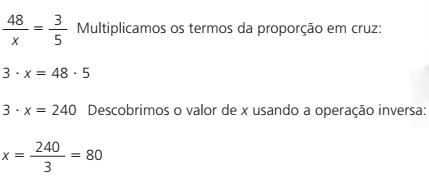 48/x = 3/5 Multiplicamos os termos da proporção em cruz:
3 · x = 48 · 5
3 · x = 240 Descobrimos o valor de x usando a operação inversa:
x = 240/3 = 80